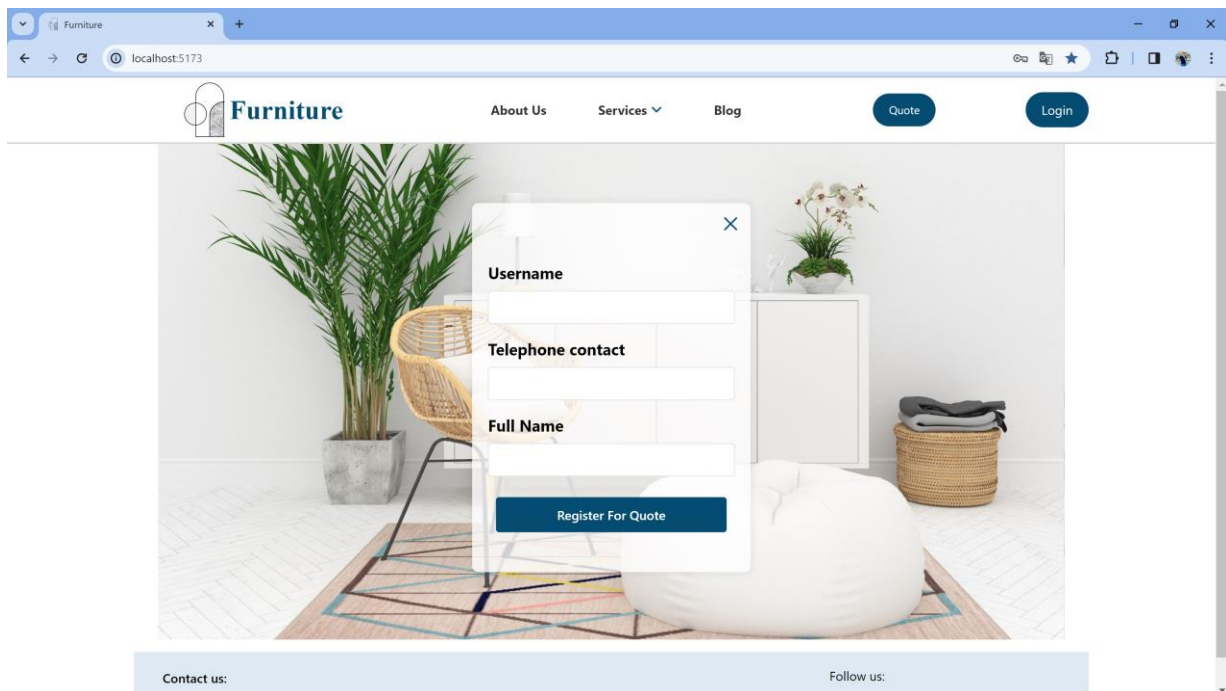 Furniture
localhost:5173
Furniture
About Us
Services
Blog
Quote
Login
Username
Telephone contact
Full Name
Register For Quote
Contact us:
Follow us: